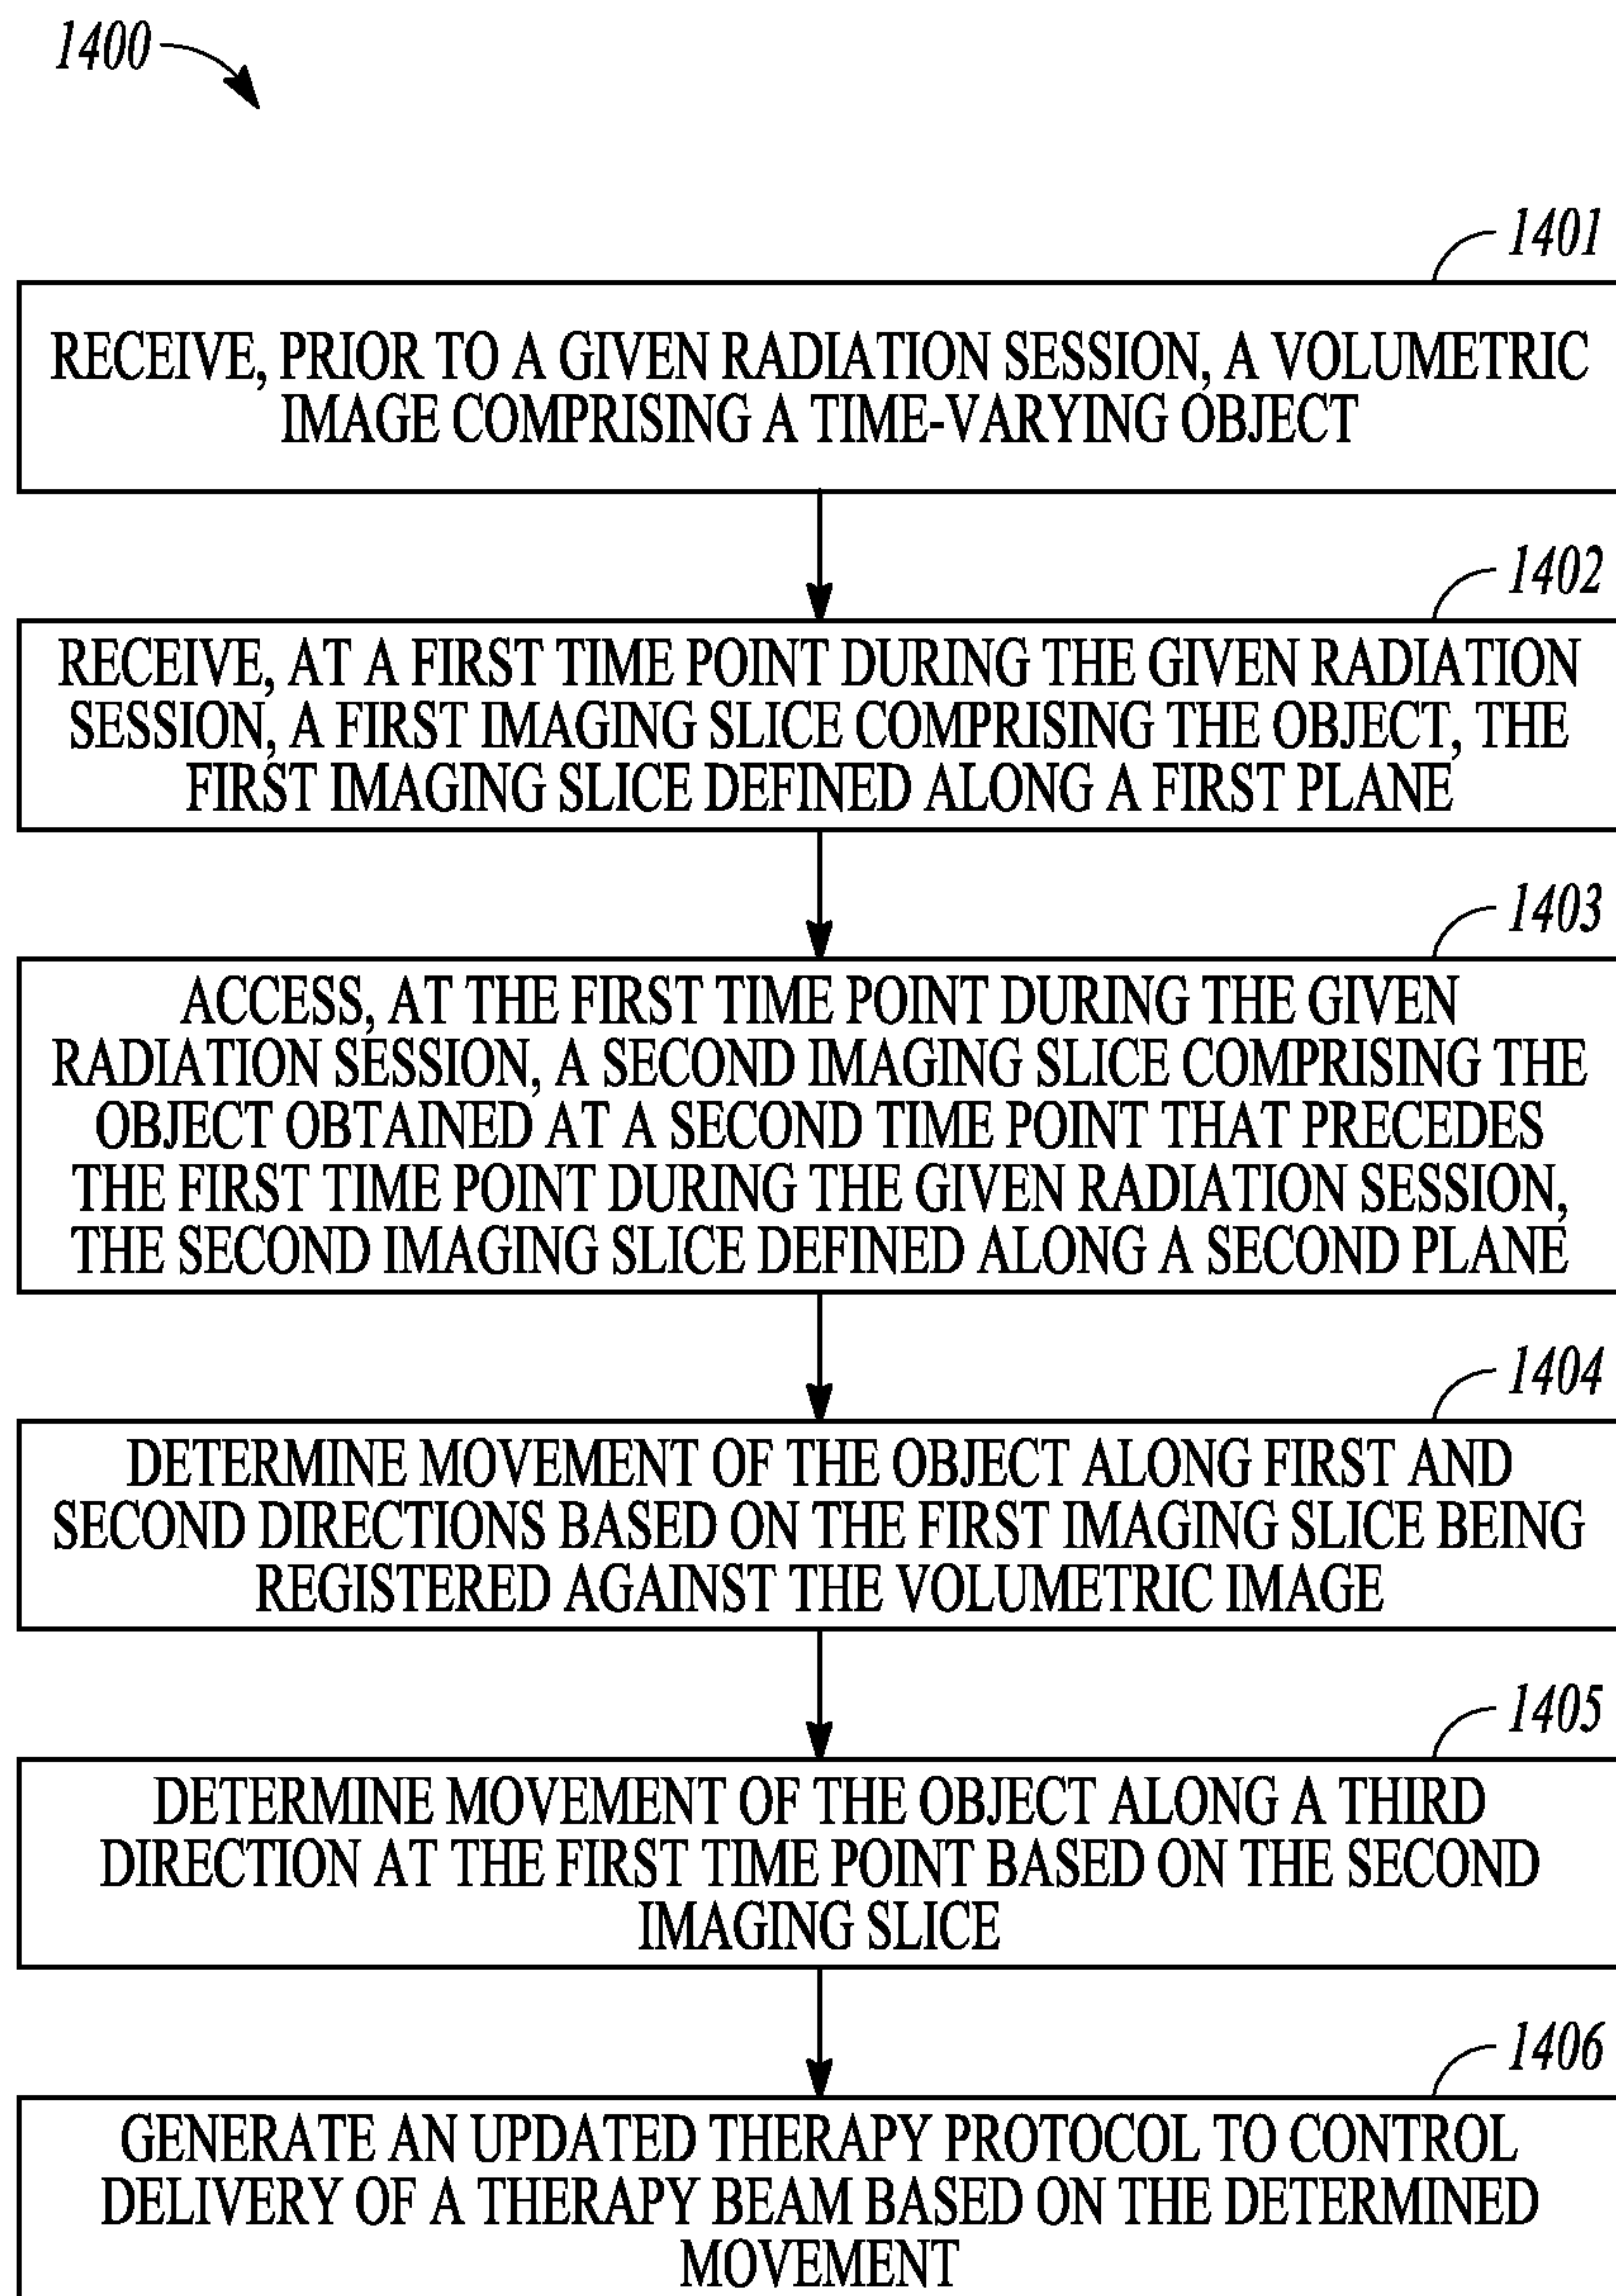 1400
1401
RECEIVE, PRIOR TO A GIVEN RADIATION SESSION, A VOLUMETRIC
IMAGE COMPRISING A TIME-VARYING OBJECT
1402
RECEIVE, AT A FIRST TIME POINT DURING THE GIVEN RADIATION
SESSION, A FIRST IMAGING SLICE COMPRISING THE OBJECT, THE
FIRST IMAGING SLICE DEFINED ALONG A FIRST PLANE
1403
ACCESS, AT THE FIRST TIME POINT DURING THE GIVEN
RADIATION SESSION, A SECOND IMAGING SLICE COMPRISING THE
OBJECT OBTAINED AT A SECOND TIME POINT THAT PRECEDES
THE FIRST TIME POINT DURING THE GIVEN RADIATION SESSION,
THE SECOND IMAGING SLICE DEFINED ALONG A SECOND PLANE
1404
DETERMINE MOVEMENT OF THE OBJECT ALONG FIRST AND
SECOND DIRECTIONS BASED ON THE FIRST IMAGING SLICE BEING
REGISTERED AGAINST THE VOLUMETRIC IMAGE
1405
DETERMINE MOVEMENT OF THE OBJECT ALONG A THIRD
DIRECTION AT THE FIRST TIME POINT BASED ON THE SECOND
IMAGING SLICE
1406
GENERATE AN UPDATED THERAPY PROTOCOL TO CONTROL
DELIVERY OF A THERAPY BEAM BASED ON THE DETERMINED
MOVEMENT